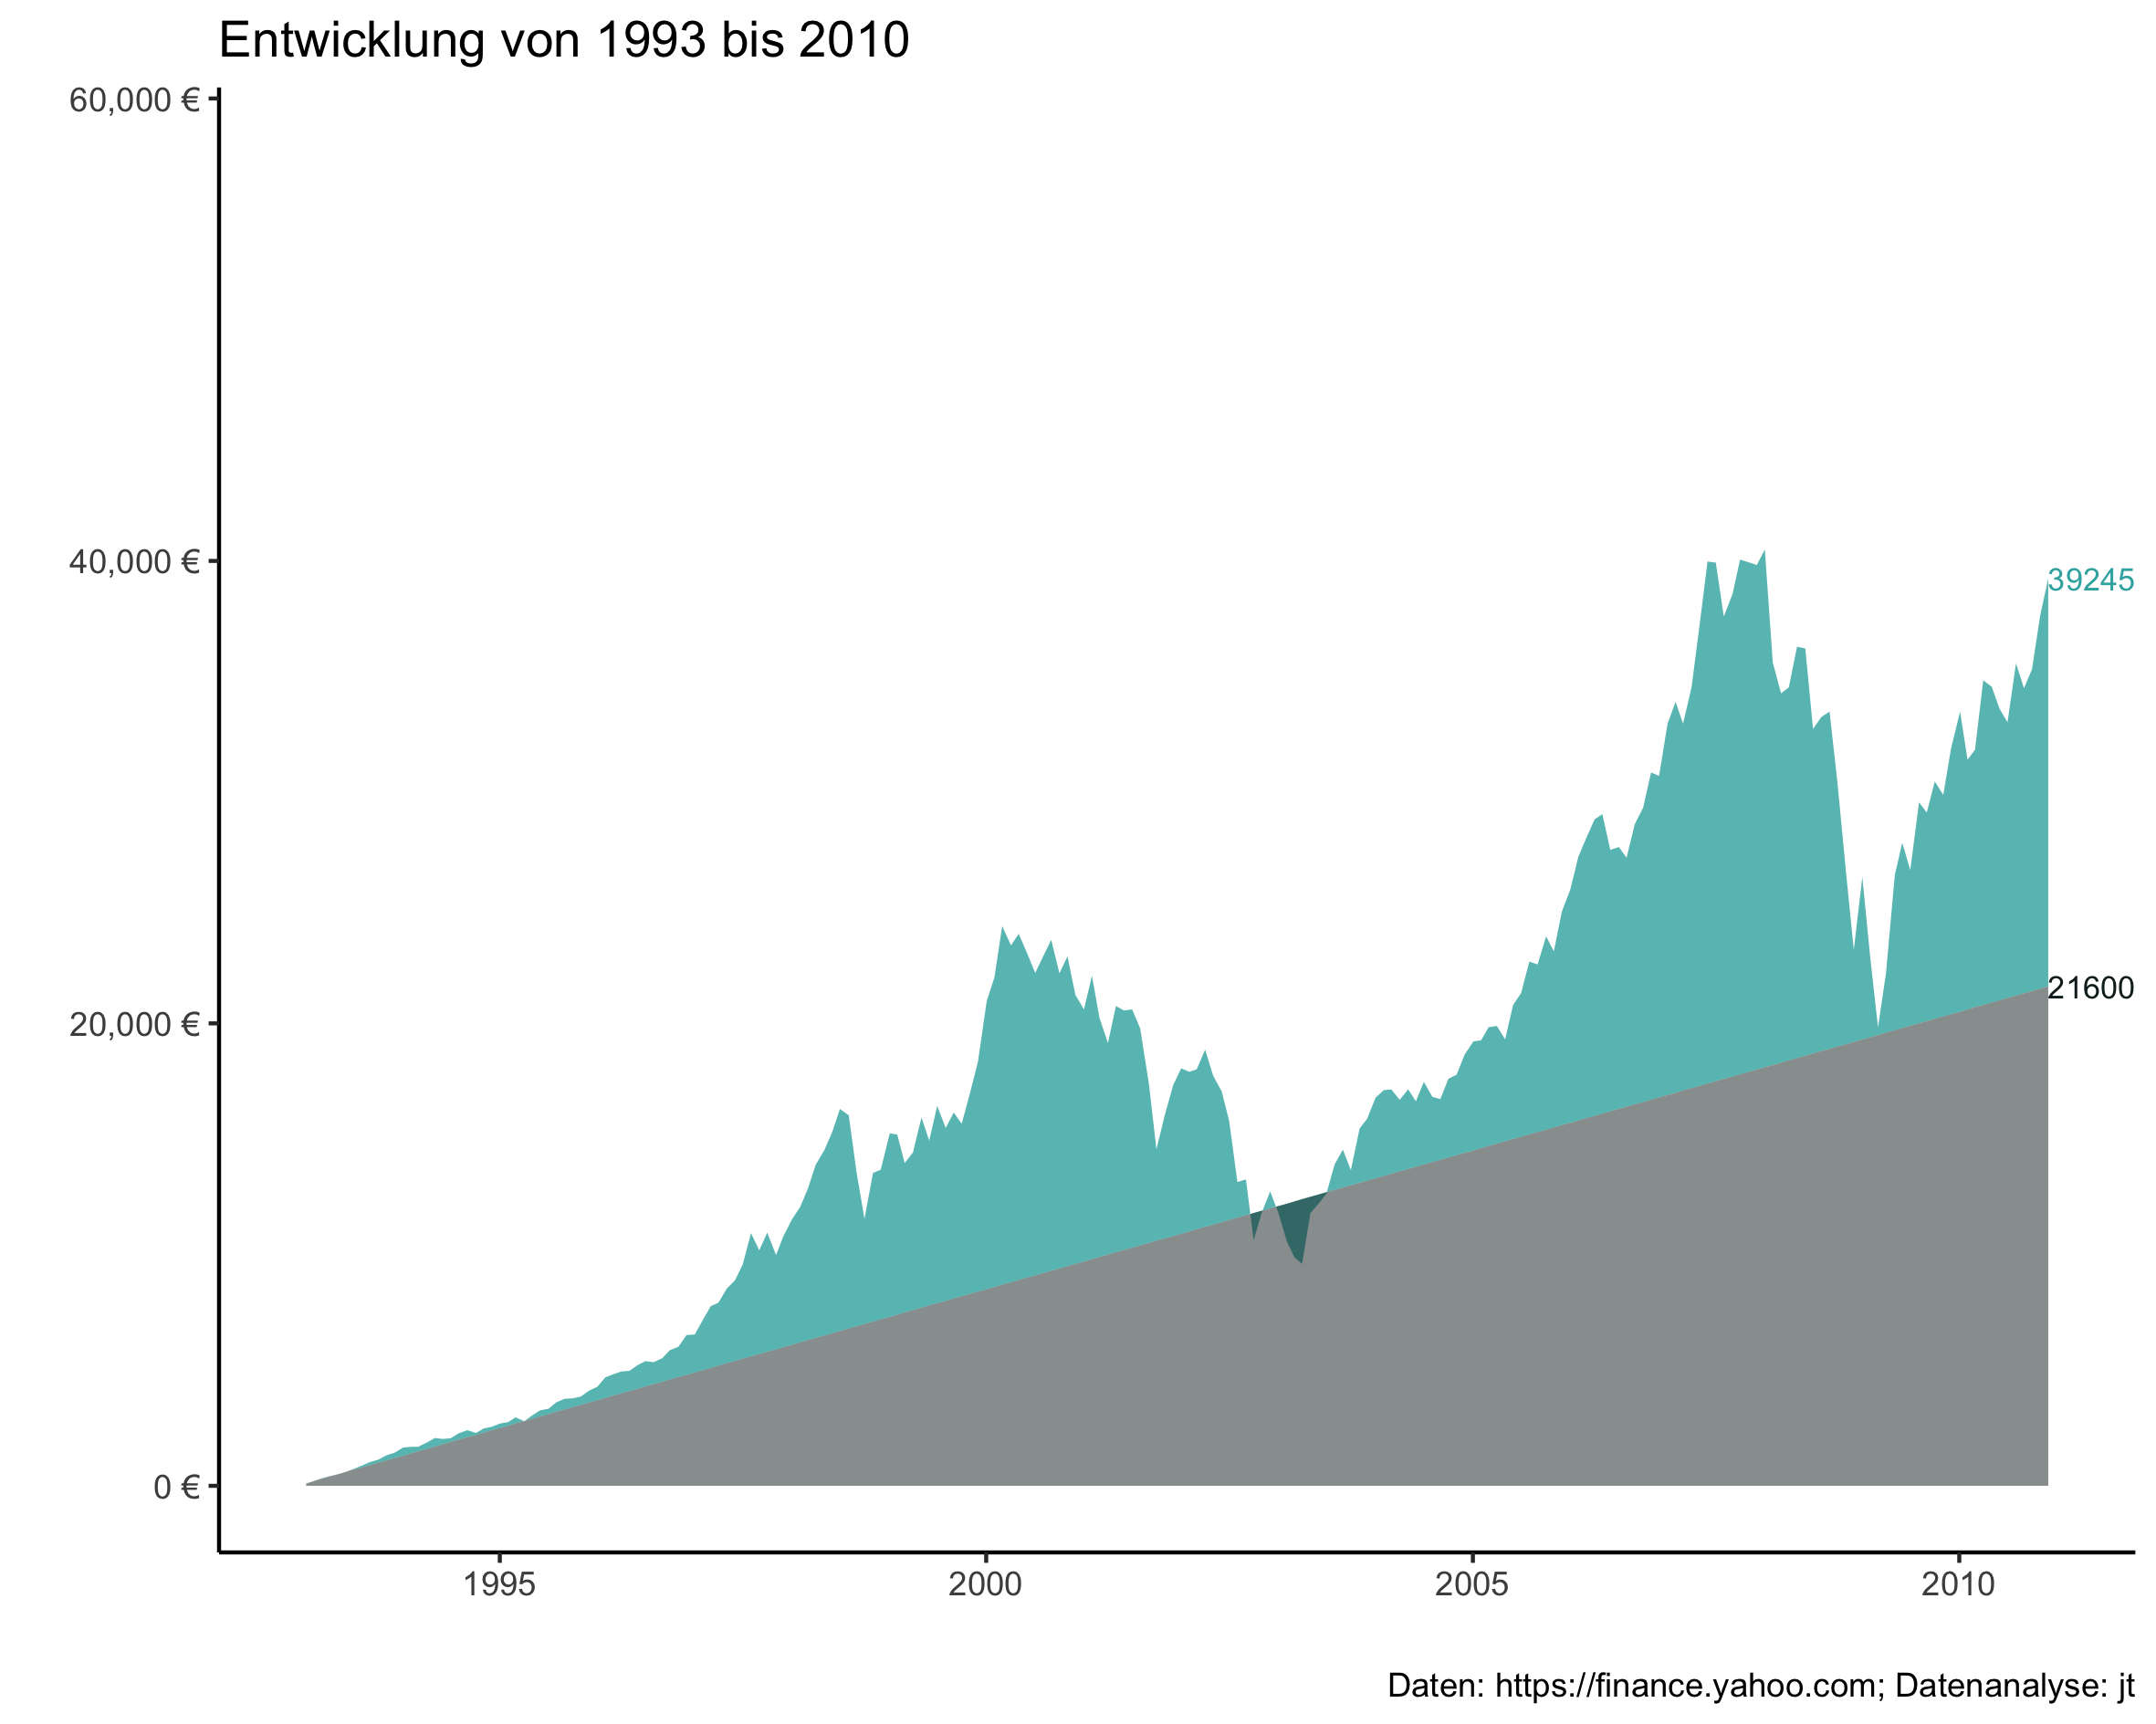 Entwicklung von 1993 bis 2010
60,000 €
40,000 €
39245
21600
20,000 €
0 €
1995 2000 2005 2010
Daten: https://finance.yahoo.com; Datenanalyse: jt